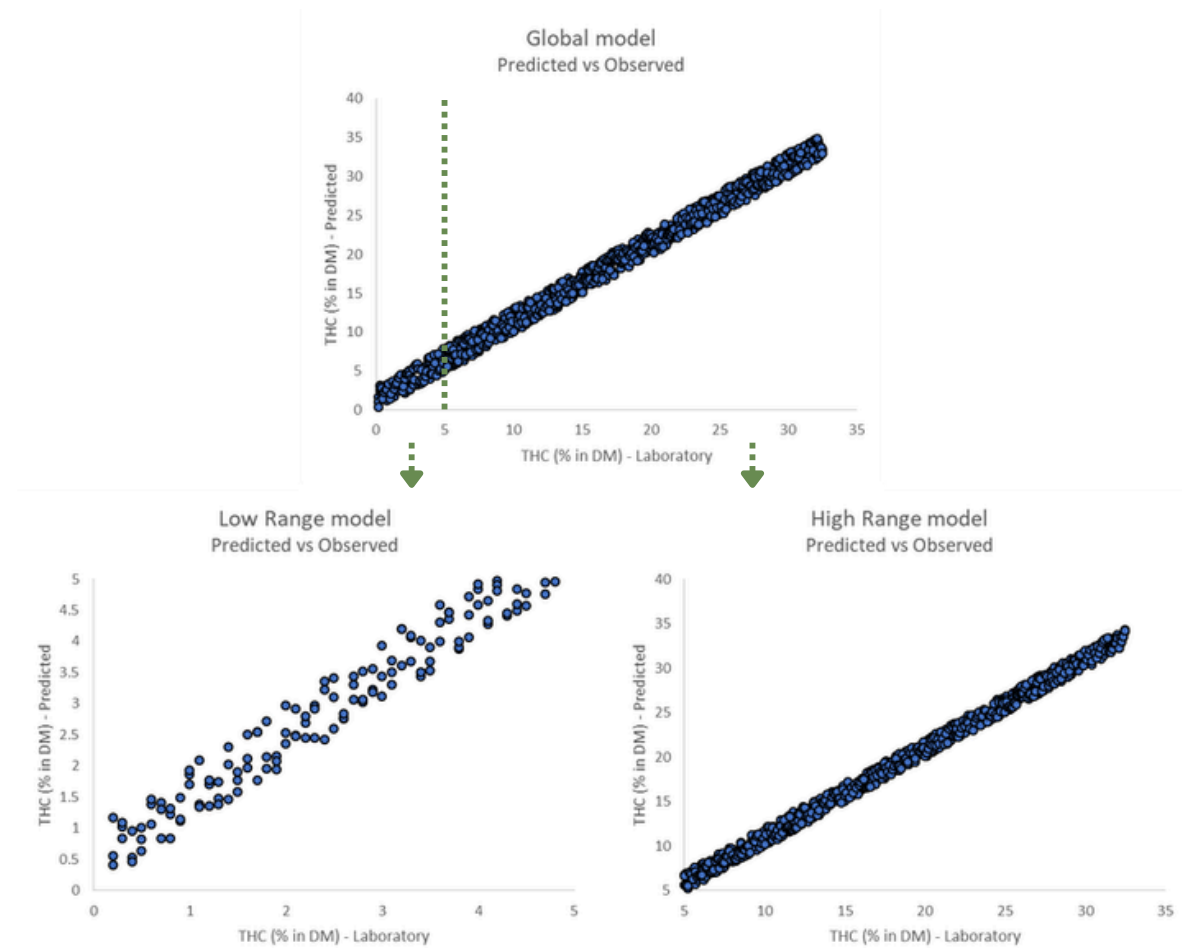 Global model
Predicted vs Observed
THC (% in DM) - Predicted
40
35
30
25
20
15
10
5
0
0 5 10 15 20 25 30 35
THC (% in DM) - Laboratory
Low Range model
Predicted vs Observed
THC (% in DM) - Predicted
5
4.5
4
3.5
3
2.5
2
1.5
1
0.5
0
0 1 2 3 4 5
THC (% in DM) - Laboratory
High Range model
Predicted vs Observed
THC (% in DM) - Predicted
40
35
30
25
20
15
10
5
5 10 15 20 25 30 35
THC (% in DM) - Laboratory